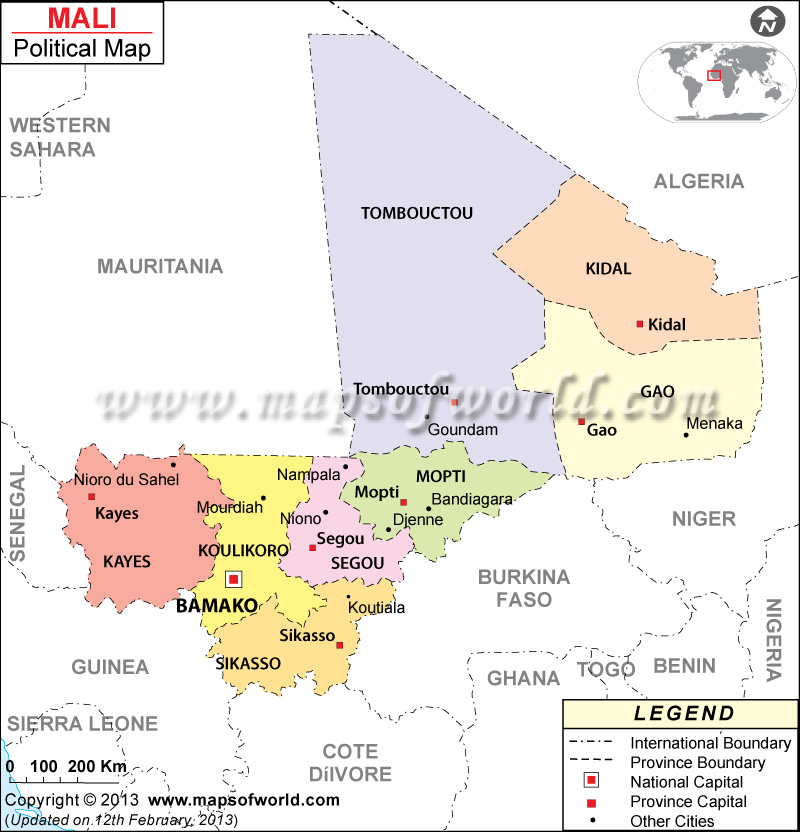 MALI
Political Map
N
WESTERN
SAHARA
ALGERIA
MAURITANIA
TOMBOUCTOU
KIDAL
Kidal
Tombouctou
www.mapsofworld.com
GAO
Goundam
Gao
Menaka
SENEGAL
Nioro du Sahel
Kayes
KAYES
Mourdiah
KOULIKORO
BAMAKO
Nampala
Niono
Segou
SEGOU
MOPTI
Mopti
Bandiagara
Djenne
NIGER
BURKINA
FASO
Koutiala
Sikasso
SIKASSO
GUINEA
GHANA
TOGO
BENIN
NIGERIA
SIERRA LEONE
COTE
DiIVORE
0 100 200 Km
Copyright © 2013 www.mapsofworld.com
(Updated on.12th February, 2013)
LEGEND
International Boundary
Province Boundary
National Capital
Province Capital
Other Cities